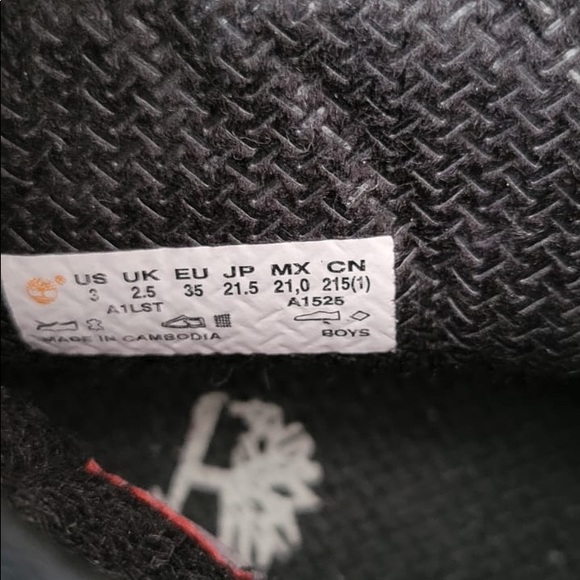 US UK EU JP MX CN
3 2.5 35 21.5 21,0 215(1)
A1LST A1525
MADE IN CAMBODIA BOYS